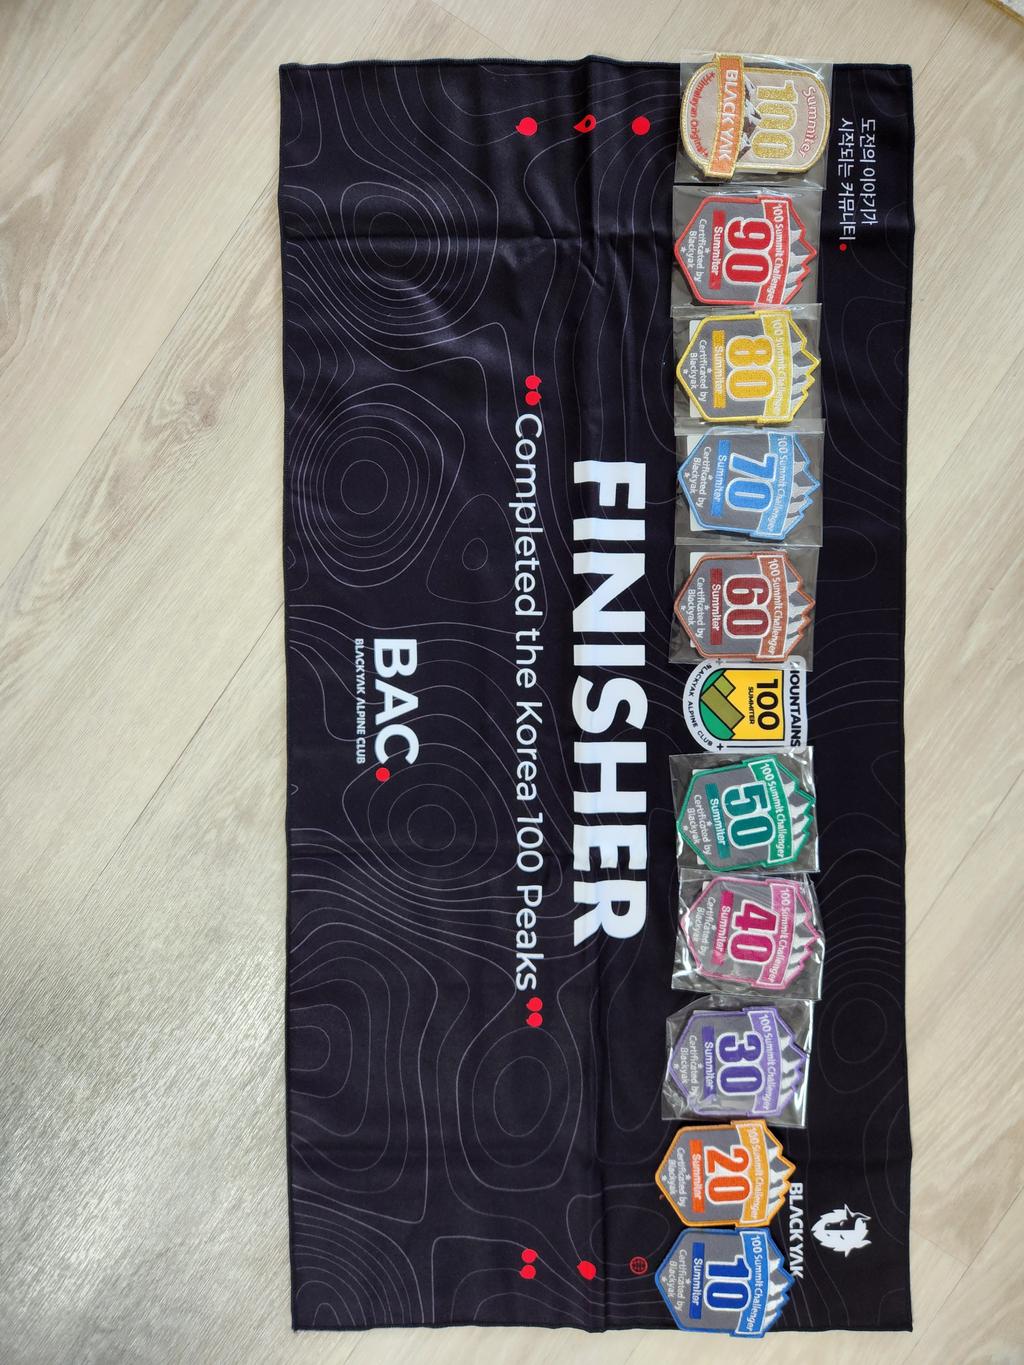 도전의 이야기가
시작되는 커뮤니티.
BLACK YAK
Summiter
100
BLACK YAK
Himalayan Original
100 Summit Challenger
90
Summiter
Certificated by
Blackyak
100 Summit Challenger
80
Summiter
Certificated by
Blackyak
100 Summit Challenger
70
Summiter
Certificated by
Blackyak
100 Summit Challenger
60
Summiter
Certificated by
Blackyak
MOUNTAINS
100
SUMMITER
BLACKYAK ALPINE CLUB
100 Summit Challenger
50
Summiter
Certificated by
Blackyak
100 Summit Challenger
40
Summiter
Certificated by
Blackyak
100 Summit Challenger
30
Summiter
Certificated by
Blackyak
100 Summit Challenger
20
Summiter
Certificated by
Blackyak
100 Summit Challenger
10
Summiter
Certificated by
Blackyak
FINISHER
“Completed the Korea 100 Peaks”
BAC.
BLACKYAK ALPINE CLUB